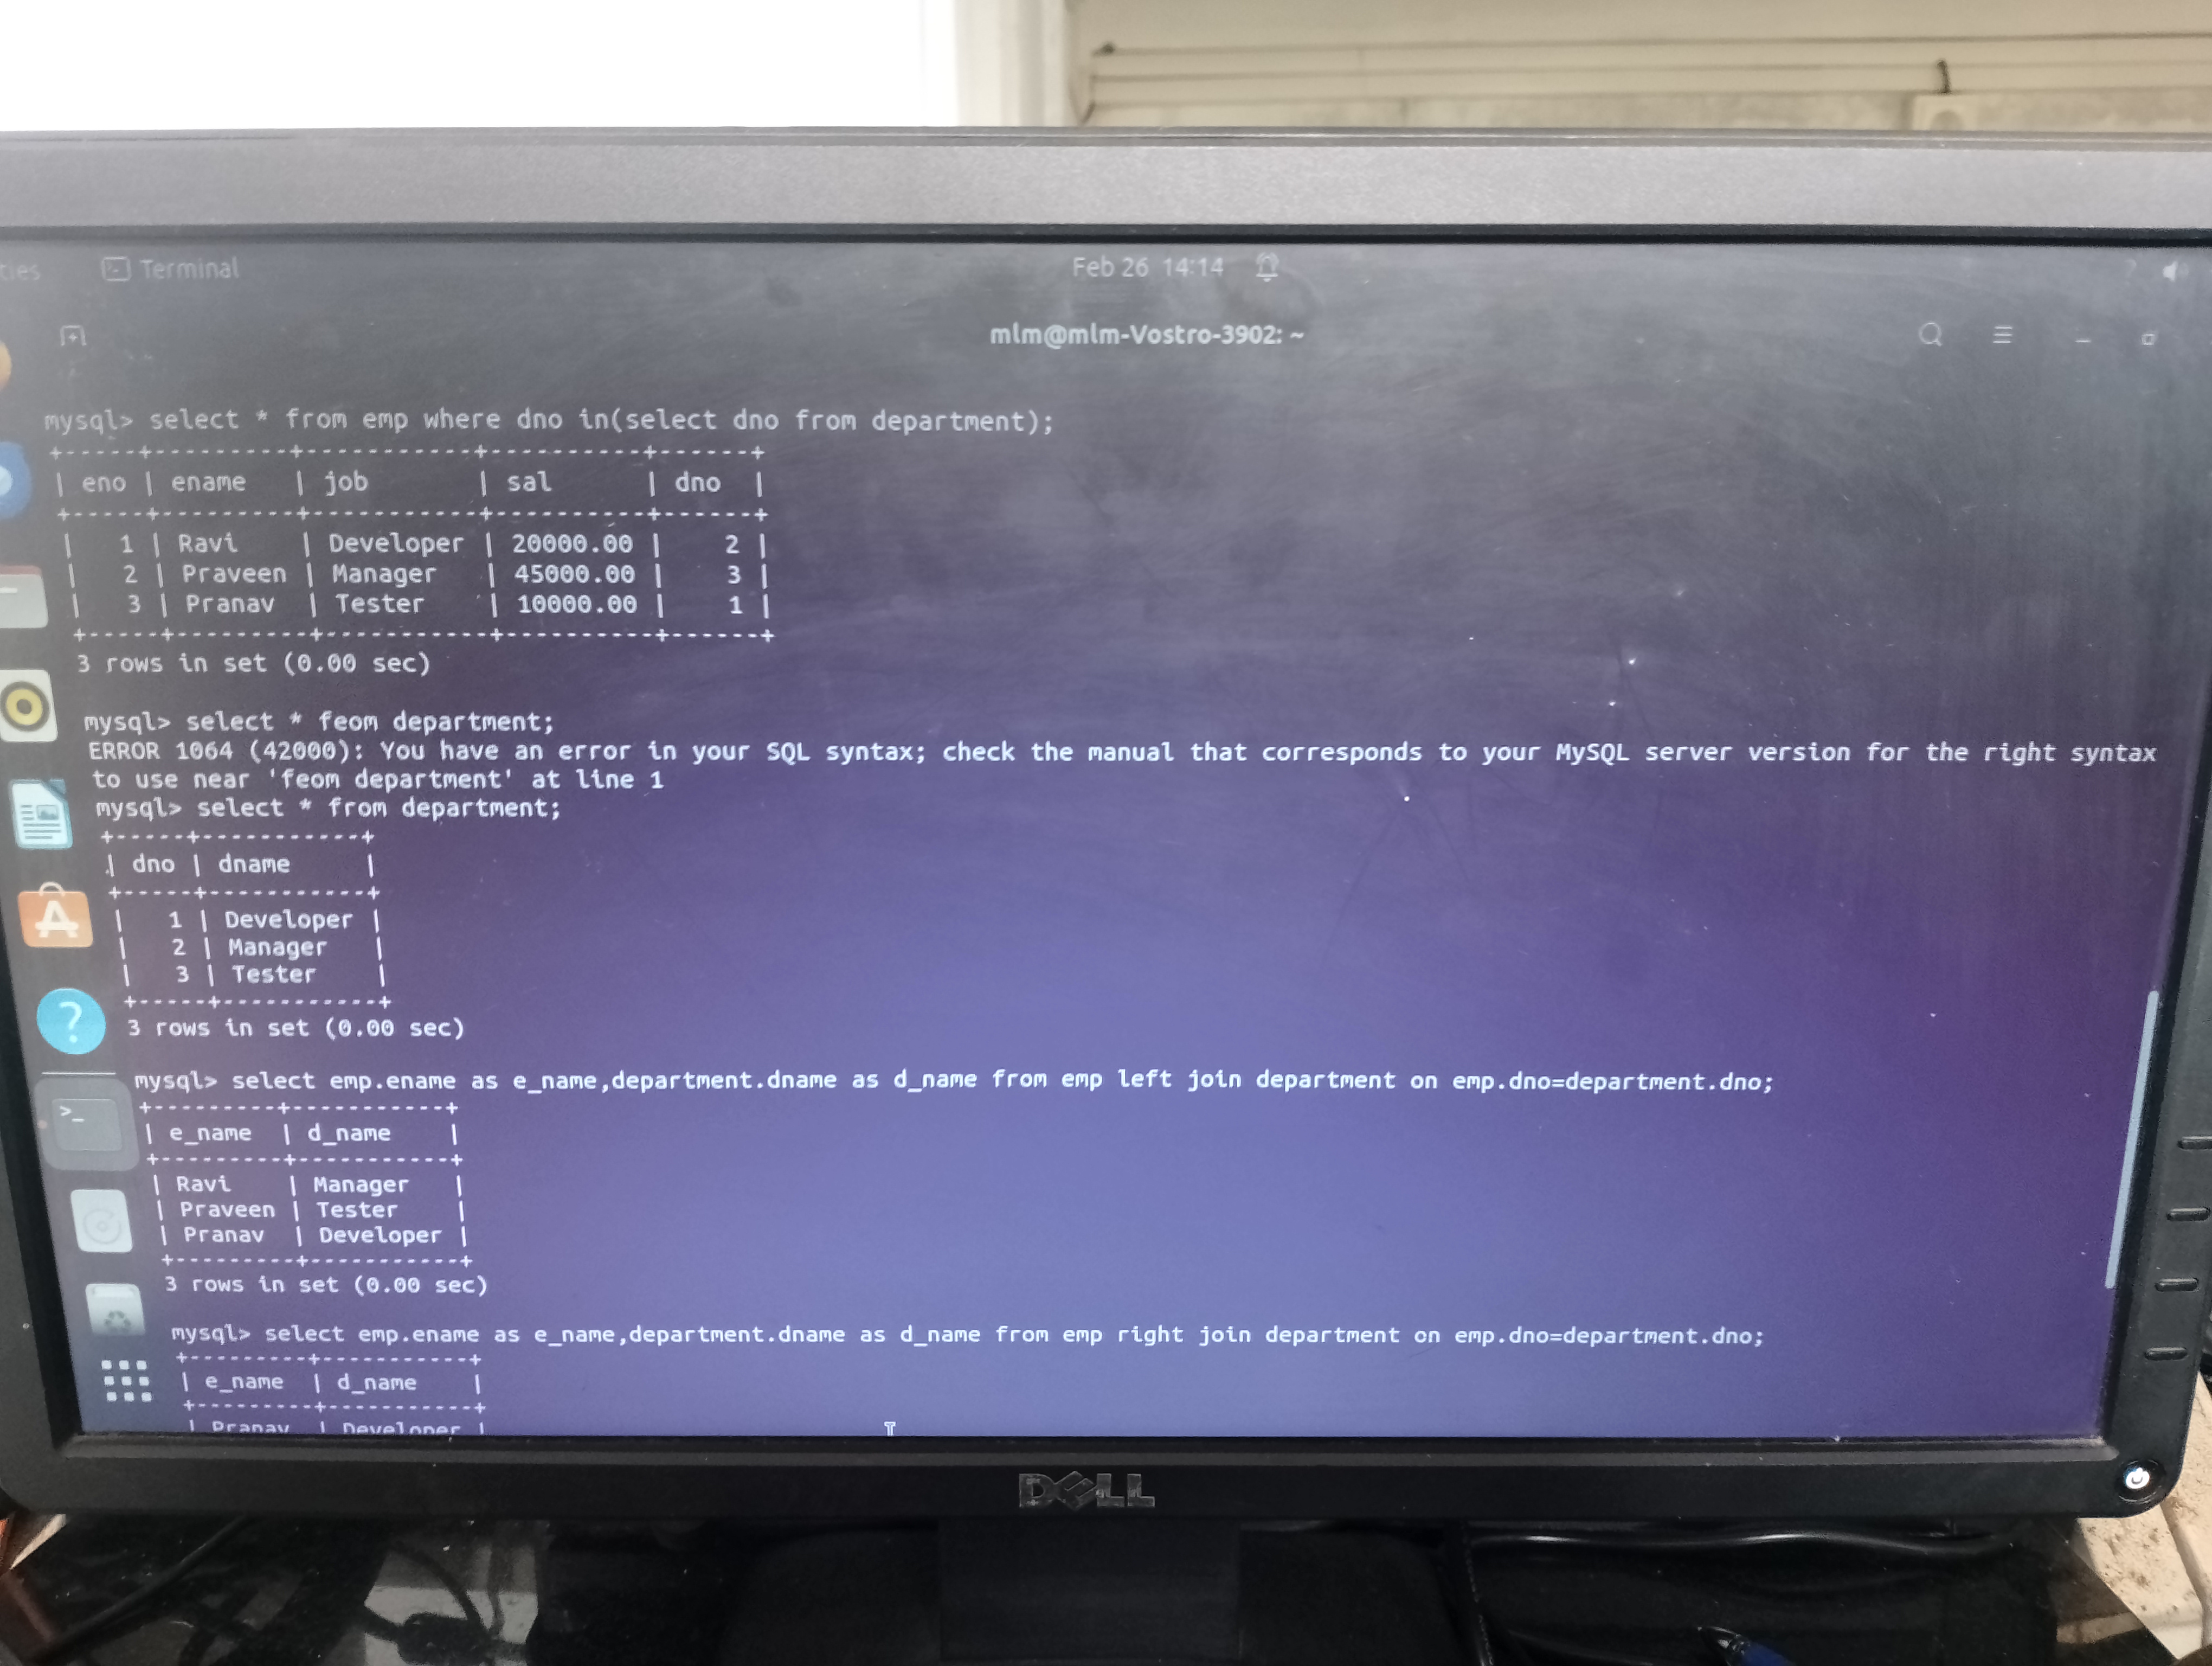 ties Terminal Feb 26 14:14
mlm@mlm-Vostro-3902: ~
mysql> select * from emp where dno in(select dno from department);
+-----+---------+-----------+----------+------+
| eno | ename   | job       | sal      | dno  |
+-----+---------+-----------+----------+------+
|   1 | Ravi    | Developer | 20000.00 |    2 |
|   2 | Praveen | Manager   | 45000.00 |    3 |
|   3 | Pranav  | Tester    | 10000.00 |    1 |
+-----+---------+-----------+----------+------+
3 rows in set (0.00 sec)
mysql> select * feom department;
ERROR 1064 (42000): You have an error in your SQL syntax; check the manual that corresponds to your MySQL server version for the right syntax
to use near 'feom department' at line 1
mysql> select * from department;
+-----+-----------+
| dno | dname     |
+-----+-----------+
|   1 | Developer |
|   2 | Manager   |
|   3 | Tester    |
+-----+-----------+
3 rows in set (0.00 sec)
mysql> select emp.ename as e_name,department.dname as d_name from emp left join department on emp.dno=department.dno;
+---------+-----------+
| e_name  | d_name    |
+---------+-----------+
| Ravi    | Manager   |
| Praveen | Tester    |
| Pranav  | Developer |
+---------+-----------+
3 rows in set (0.00 sec)
mysql> select emp.ename as e_name,department.dname as d_name from emp right join department on emp.dno=department.dno;
+---------+-----------+
| e_name  | d_name    |
+---------+-----------+
| Pranav  | Developer |
DELL